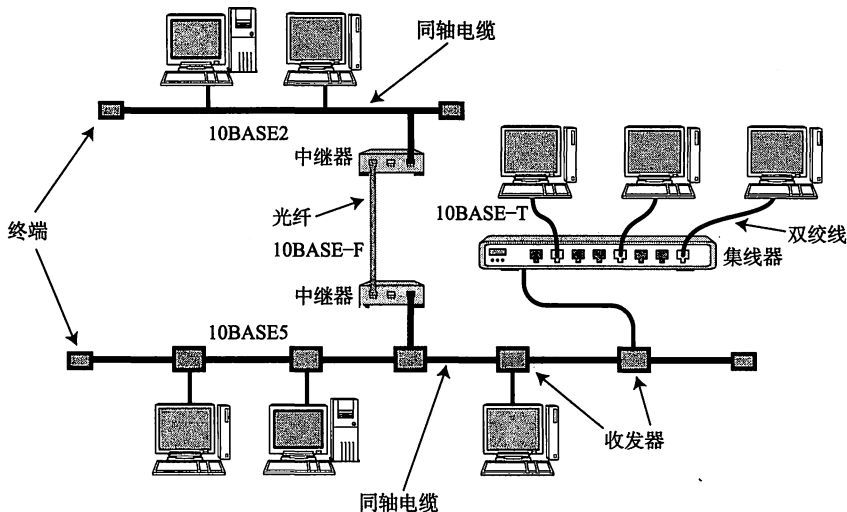 同轴电缆
10BASE2
中继器
10BASE-T
光纤
双绞线
终端
10BASE-F
集线器
中继器
10BASE5
收发器
同轴电缆